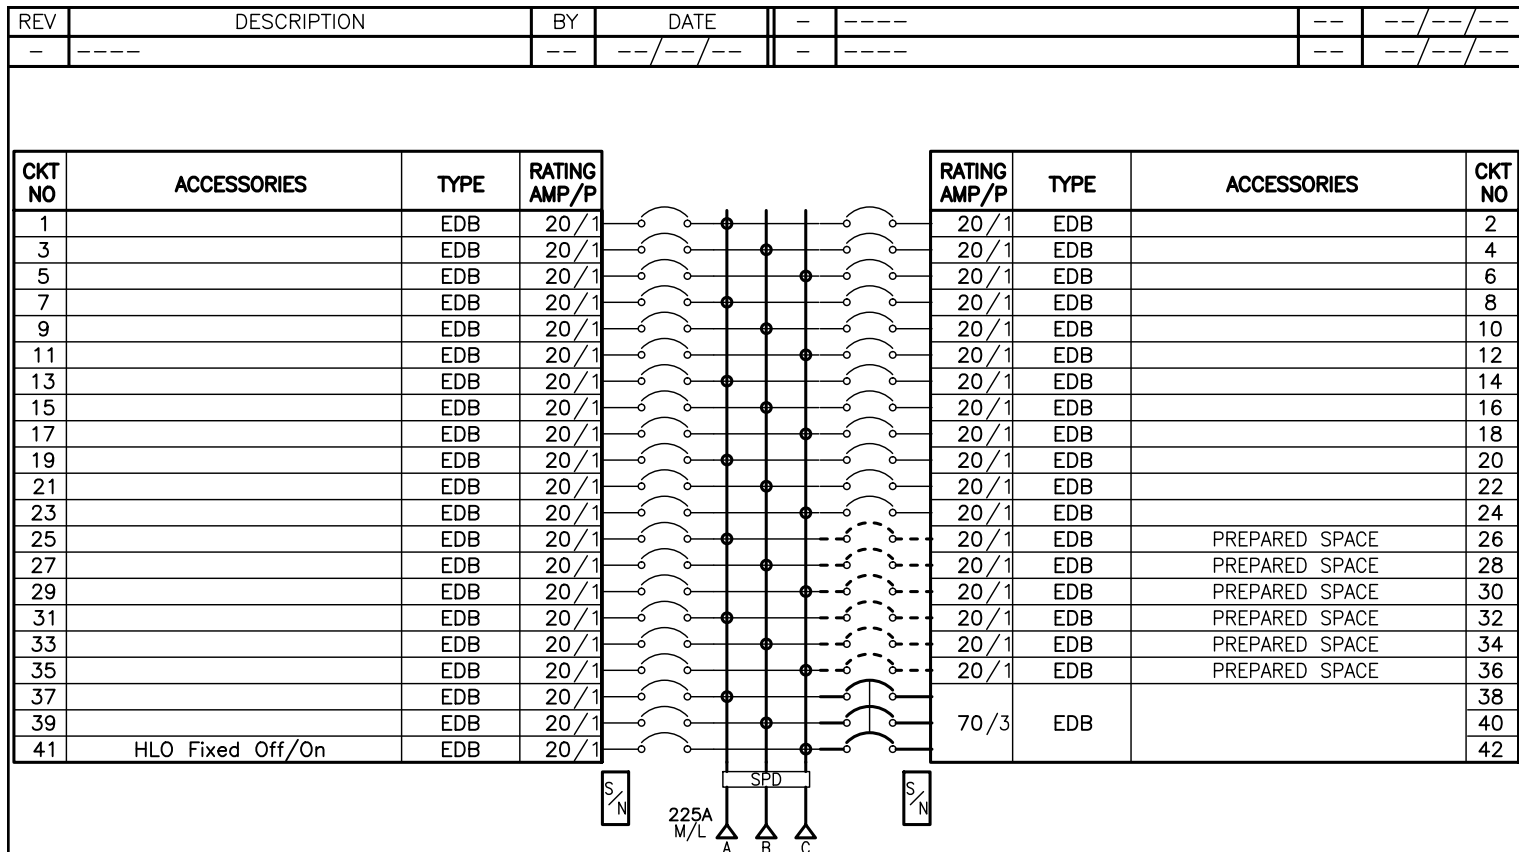 REV DESCRIPTION BY DATE - ---- -- --/--/--
- ---- -- --/--/-- - ---- -- --/--/--
CKT NO ACCESSORIES TYPE RATING AMP/P RATING AMP/P TYPE ACCESSORIES CKT NO
1 EDB 20/1 20/1 EDB 2
3 EDB 20/1 20/1 EDB 4
5 EDB 20/1 20/1 EDB 6
7 EDB 20/1 20/1 EDB 8
9 EDB 20/1 20/1 EDB 10
11 EDB 20/1 20/1 EDB 12
13 EDB 20/1 20/1 EDB 14
15 EDB 20/1 20/1 EDB 16
17 EDB 20/1 20/1 EDB 18
19 EDB 20/1 20/1 EDB 20
21 EDB 20/1 20/1 EDB 22
23 EDB 20/1 20/1 EDB 24
25 EDB 20/1 20/1 EDB PREPARED SPACE 26
27 EDB 20/1 20/1 EDB PREPARED SPACE 28
29 EDB 20/1 20/1 EDB PREPARED SPACE 30
31 EDB 20/1 20/1 EDB PREPARED SPACE 32
33 EDB 20/1 20/1 EDB PREPARED SPACE 34
35 EDB 20/1 20/1 EDB PREPARED SPACE 36
37 EDB 20/1 38
39 EDB 20/1 70/3 EDB 40
41 HLO Fixed Off/On EDB 20/1 42
SPD
S/N S/N
225A
M/L
A B C